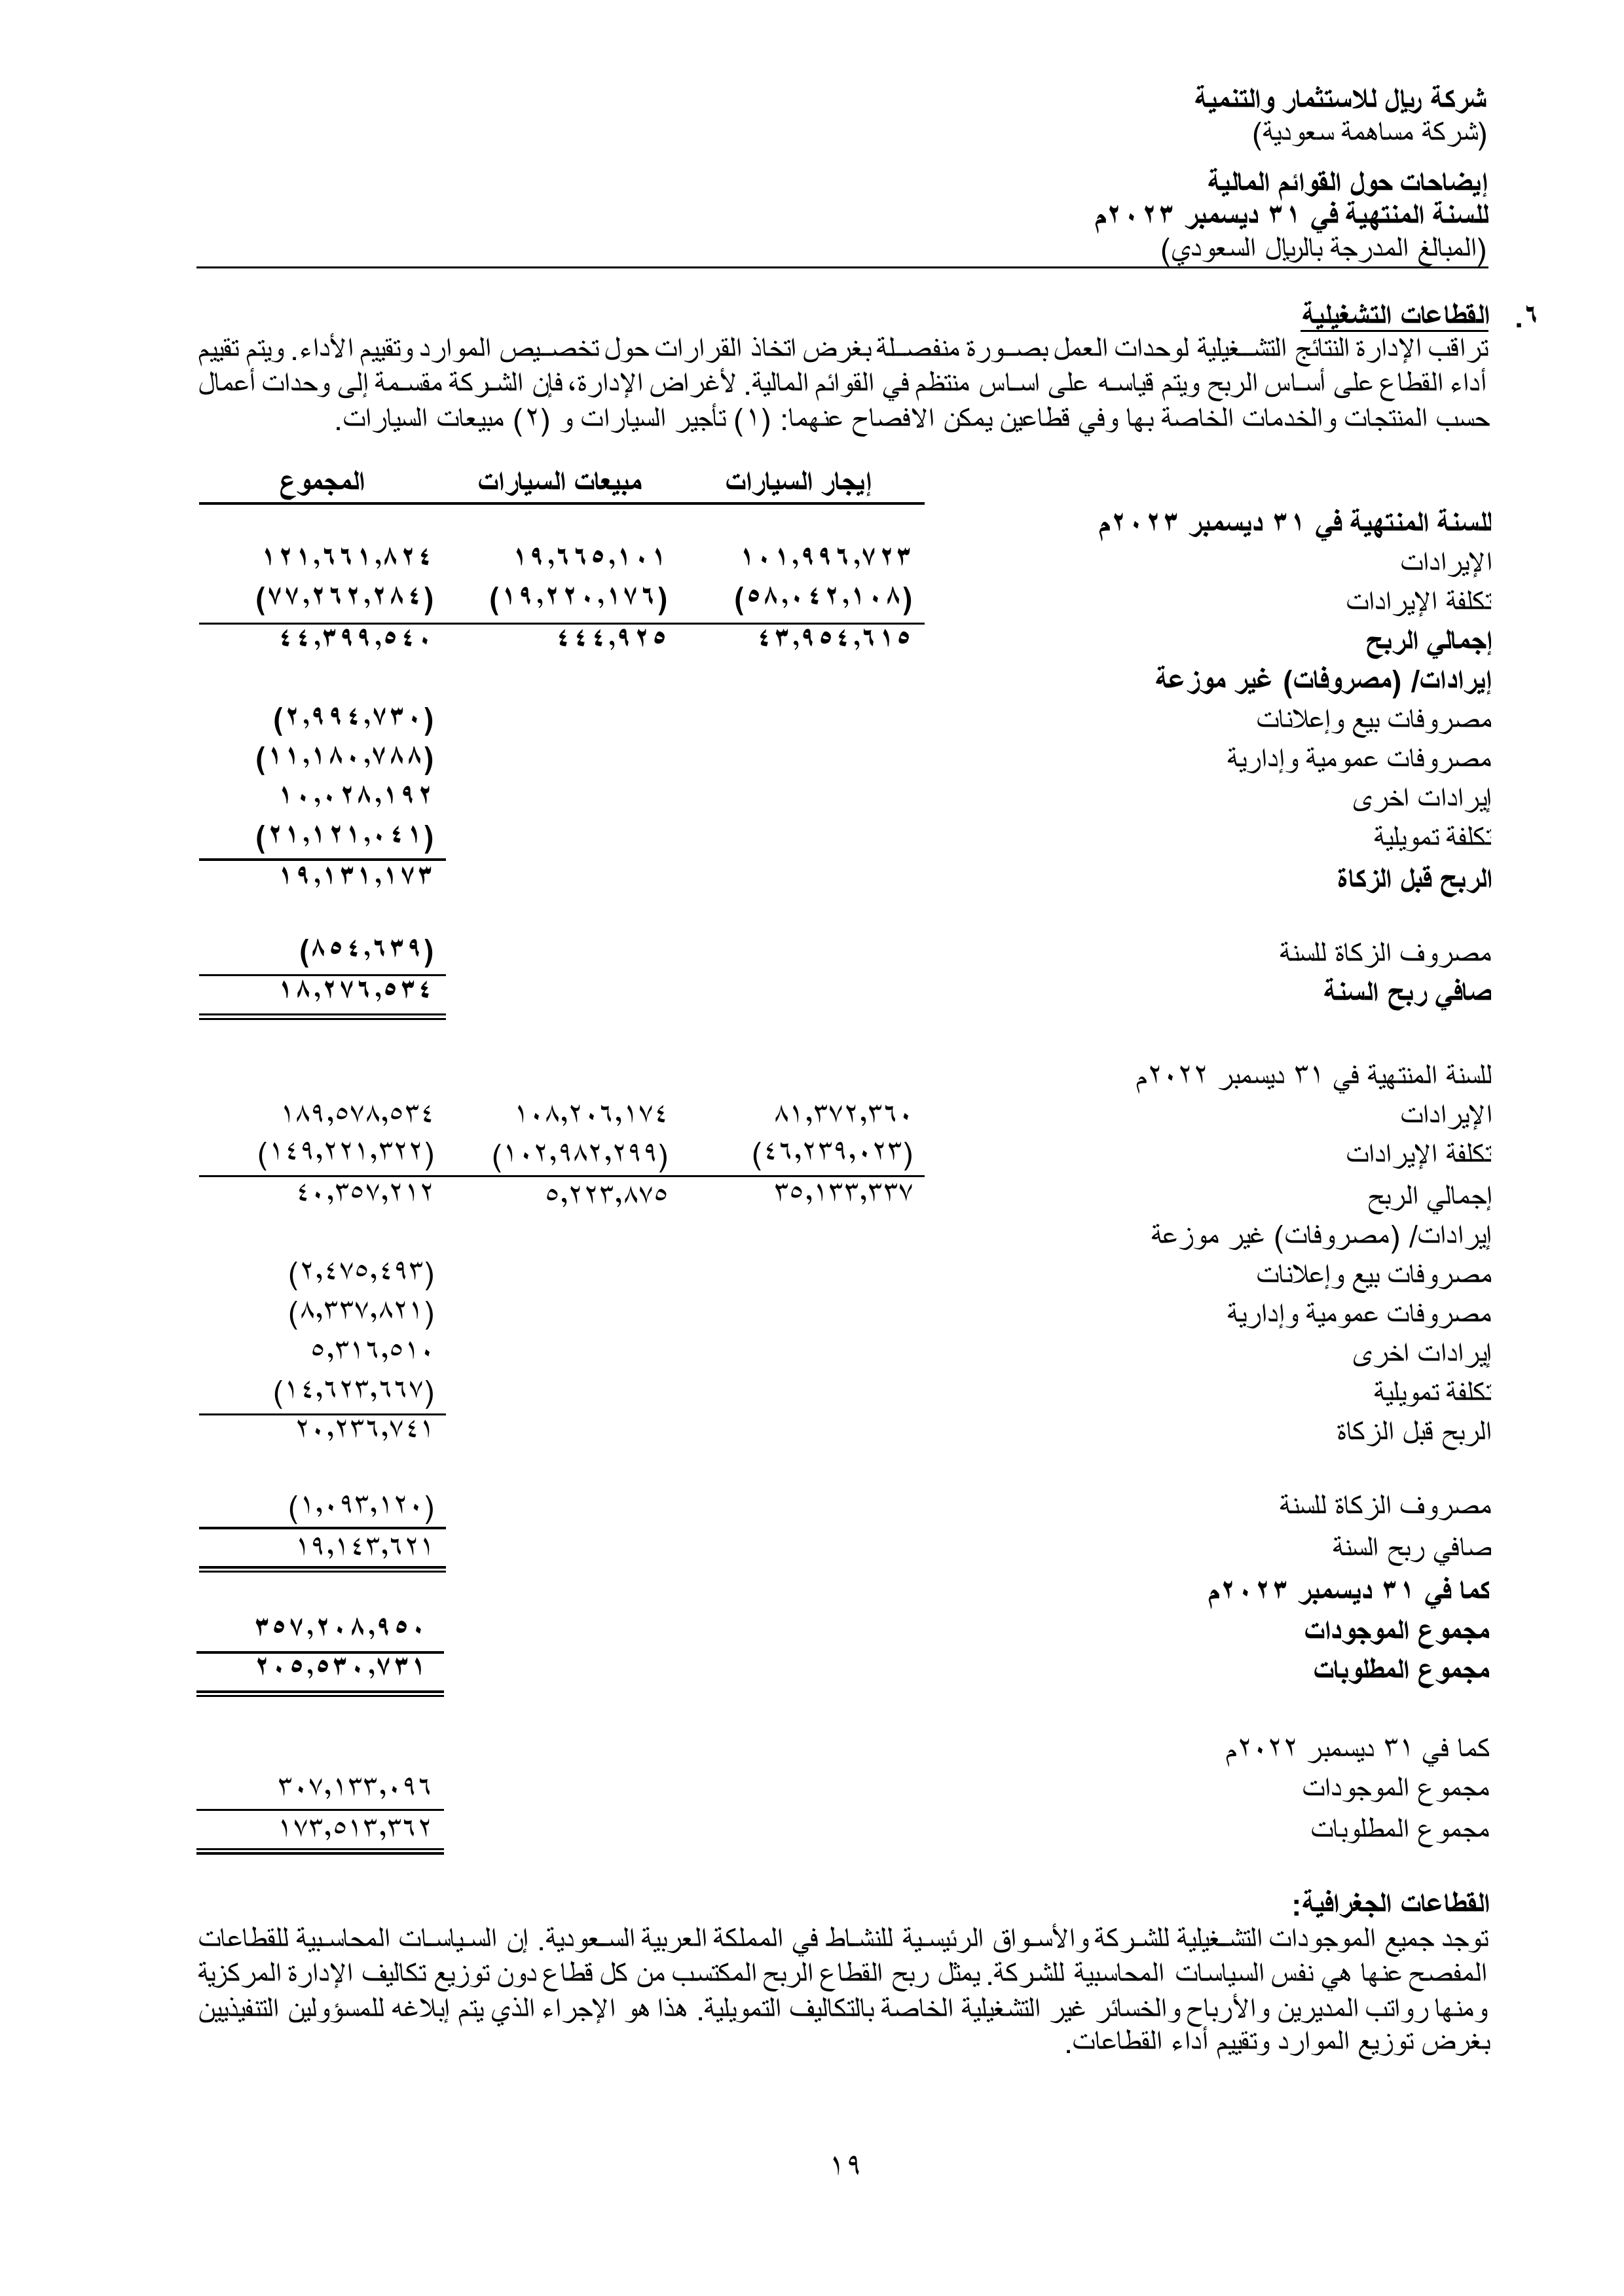 شركة ريال للاستثمار والتنمية
(شركة مساهمة سعودية)
إيضاحات حول القوائم المالية
للسنة المنتهية في ٣١ ديسمبر ٢٠٢٣م
(المبالغ المدرجة بالريال السعودي)
٦. القطاعات التشغيلية
تراقب الإدارة النتائج التشغيلية لوحدات العمل بصورة منفصلة بغرض اتخاذ القرارات حول تخصيص الموارد وتقييم الأداء. ويتم تقييم
أداء القطاع على أساس الربح ويتم قياسه على اساس منتظم في القوائم المالية. لأغراض الإدارة، فإن الشركة مقسمة إلى وحدات أعمال
حسب المنتجات والخدمات الخاصة بها وفي قطاعين يمكن الافصاح عنهما: (١) تأجير السيارات و (٢) مبيعات السيارات.
إيجار السيارات مبيعات السيارات المجموع
للسنة المنتهية في ٣١ ديسمبر ٢٠٢٣م
الإيرادات ١٠١,٩٩٦,٧٢٣ ١٩,٦٦٥,١٠١ ١٢١,٦٦١,٨٢٤
تكلفة الإيرادات (٥٨,٠٤٢,١٠٨) (١٩,٢٢٠,١٧٦) (٧٧,٢٦٢,٢٨٤)
إجمالي الربح ٤٣,٩٥٤,٦١٥ ٤٤٤,٩٢٥ ٤٤,٣٩٩,٥٤٠
إيرادات/ (مصروفات) غير موزعة
مصروفات بيع وإعلانات (٢,٩٩٤,٧٣٠)
مصروفات عمومية وإدارية (١١,١٨٠,٧٨٨)
إيرادات اخرى ١٠,٠٢٨,١٩٢
تكلفة تمويلية (٢١,١٢١,٠٤١)
الربح قبل الزكاة ١٩,١٣١,١٧٣
مصروف الزكاة للسنة (٨٥٤,٦٣٩)
صافي ربح السنة ١٨,٢٧٦,٥٣٤
للسنة المنتهية في ٣١ ديسمبر ٢٠٢٢م
الإيرادات ٨١,٣٧٢,٣٦٠ ١٠٨,٢٠٦,١٧٤ ١٨٩,٥٧٨,٥٣٤
تكلفة الإيرادات (٤٦,٢٣٩,٠٢٣) (١٠٢,٩٨٢,٢٩٩) (١٤٩,٢٢١,٣٢٢)
إجمالي الربح ٣٥,١٣٣,٣٣٧ ٥,٢٢٣,٨٧٥ ٤٠,٣٥٧,٢١٢
إيرادات/ (مصروفات) غير موزعة
مصروفات بيع وإعلانات (٢,٤٧٥,٤٩٣)
مصروفات عمومية وإدارية (٨,٣٣٧,٨٢١)
إيرادات اخرى ٥,٣١٦,٥١٠
تكلفة تمويلية (١٤,٦٢٣,٦٦٧)
الربح قبل الزكاة ٢٠,٢٣٦,٧٤١
مصروف الزكاة للسنة (١,٠٩٣,١٢٠)
صافي ربح السنة ١٩,١٤٣,٦٢١
كما في ٣١ ديسمبر ٢٠٢٣م
مجموع الموجودات ٣٥٧,٢٠٨,٩٥٠
مجموع المطلوبات ٢٠٥,٥٣٠,٧٣١
كما في ٣١ ديسمبر ٢٠٢٢م
مجموع الموجودات ٣٠٧,١٣٣,٠٩٦
مجموع المطلوبات ١٧٣,٥١٣,٣٦٢
القطاعات الجغرافية:
توجد جميع الموجودات التشغيلية للشركة والأسواق الرئيسية للنشاط في المملكة العربية السعودية. إن السياسات المحاسبية للقطاعات
المفصح عنها هي نفس السياسات المحاسبية للشركة. يمثل ربح القطاع الربح المكتسب من كل قطاع دون توزيع تكاليف الإدارة المركزية
ومنها رواتب المديرين والأرباح والخسائر غير التشغيلية الخاصة بالتكاليف التمويلية. هذا هو الإجراء الذي يتم إبلاغه للمسؤولين التنفيذيين
بغرض توزيع الموارد وتقييم أداء القطاعات.
١٩